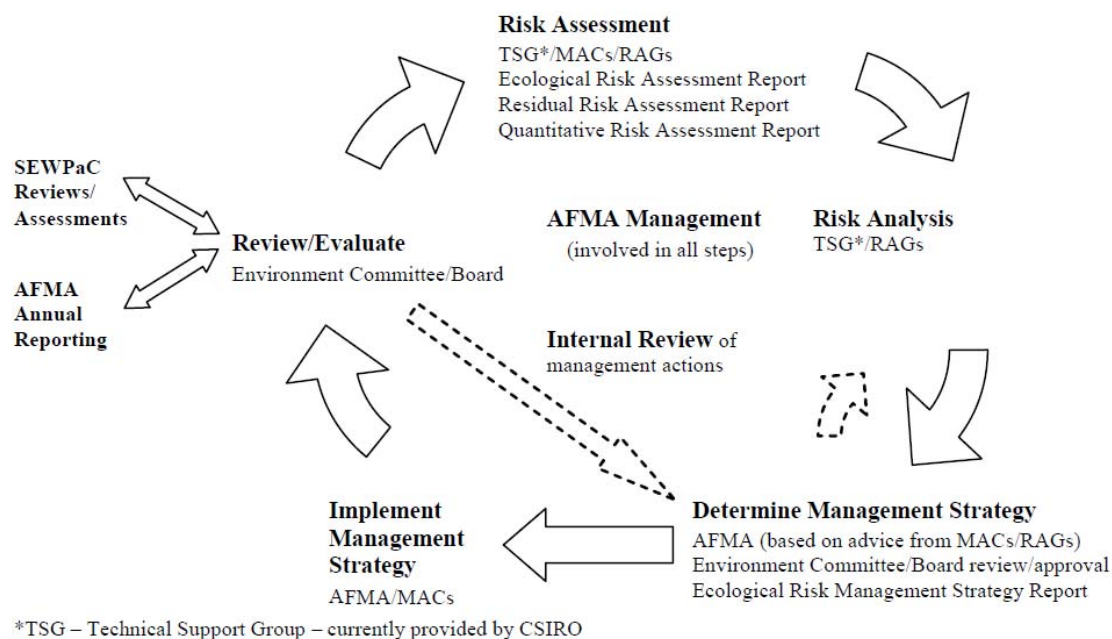 Risk Assessment
TSG*/MACs/RAGs
Ecological Risk Assessment Report
Residual Risk Assessment Report
Quantitative Risk Assessment Report
SEWPaC
Reviews/
Assessments
AFMA Management
(involved in all steps)
Risk Analysis
TSG*/RAGs
Review/Evaluate
Environment Committee/Board
AFMA
Annual
Reporting
Internal Review of
management actions
Implement
Management
Strategy
AFMA/MACs
Determine Management Strategy
AFMA (based on advice from MACs/RAGs)
Environment Committee/Board review/approval
Ecological Risk Management Strategy Report
*TSG – Technical Support Group – currently provided by CSIRO